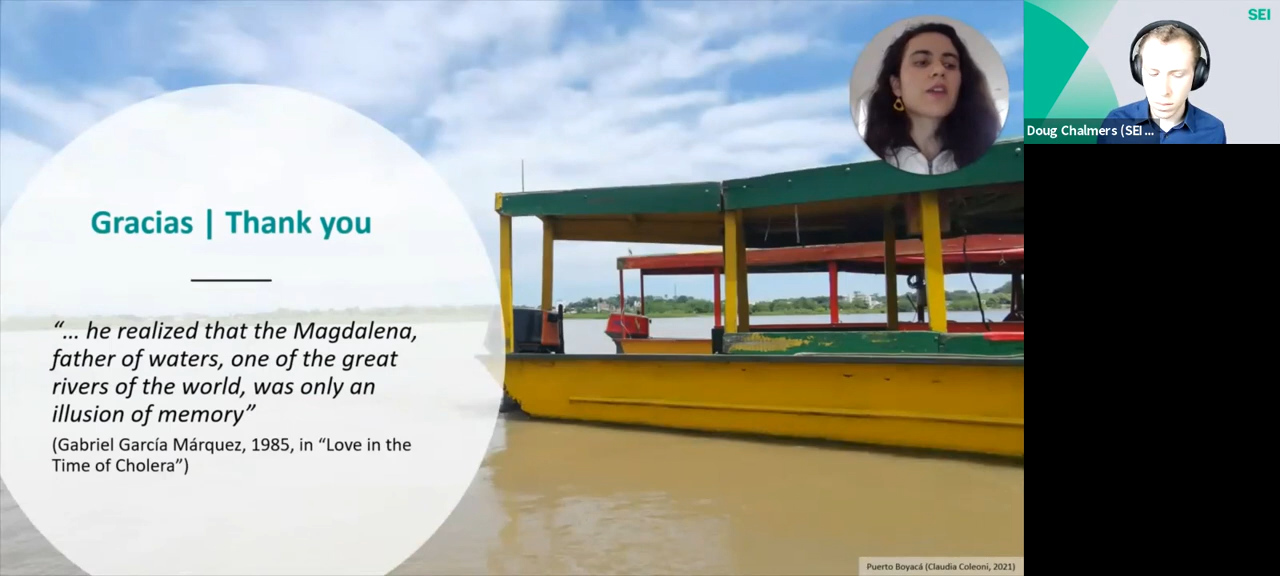 SEI
Doug Chalmers (SEI ...
Gracias | Thank you
“... he realized that the Magdalena,
father of waters, one of the great
rivers of the world, was only an
illusion of memory”
(Gabriel García Márquez, 1985, in “Love in the
Time of Cholera”)
Puerto Boyacá (Claudia Coleoni, 2021)